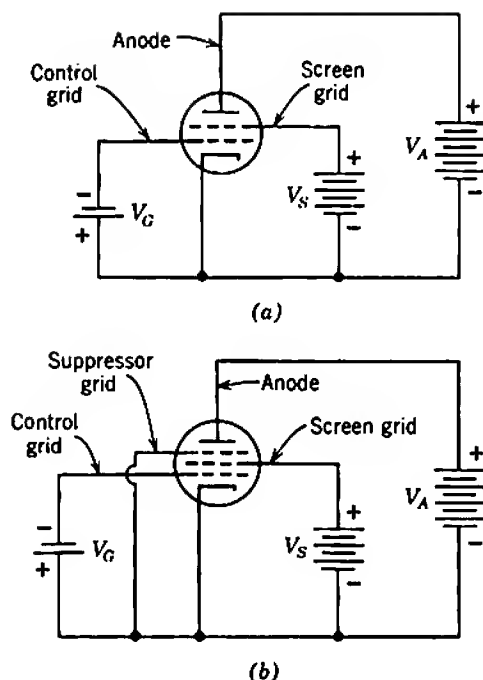 Anode
Control
grid
Screen
grid
- 
+
V_G
+
V_S
-
+
V_A
-
(a)
Suppressor
grid
Anode
Control
grid
Screen grid
-
+
V_G
+
V_S
-
+
V_A
-
(b)